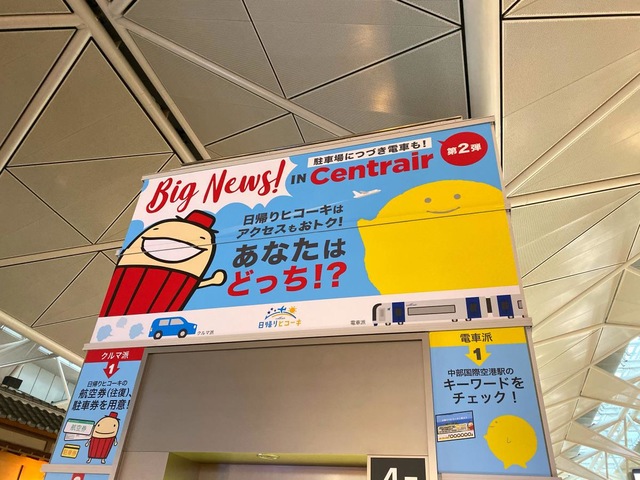 駐車場につづき電車も!
第2弾
Big News! IN Centrair
日帰りヒコーキは
アクセスもおトク!
あなたは
どっち!?
クルマ派
日帰りヒコーキ
電車派
クルマ派
1
日帰りヒコーキの
航空券(往復)、
駐車券を用意!
航空券
電車派
1
中部国際空港駅の
キーワードを
チェック!
4